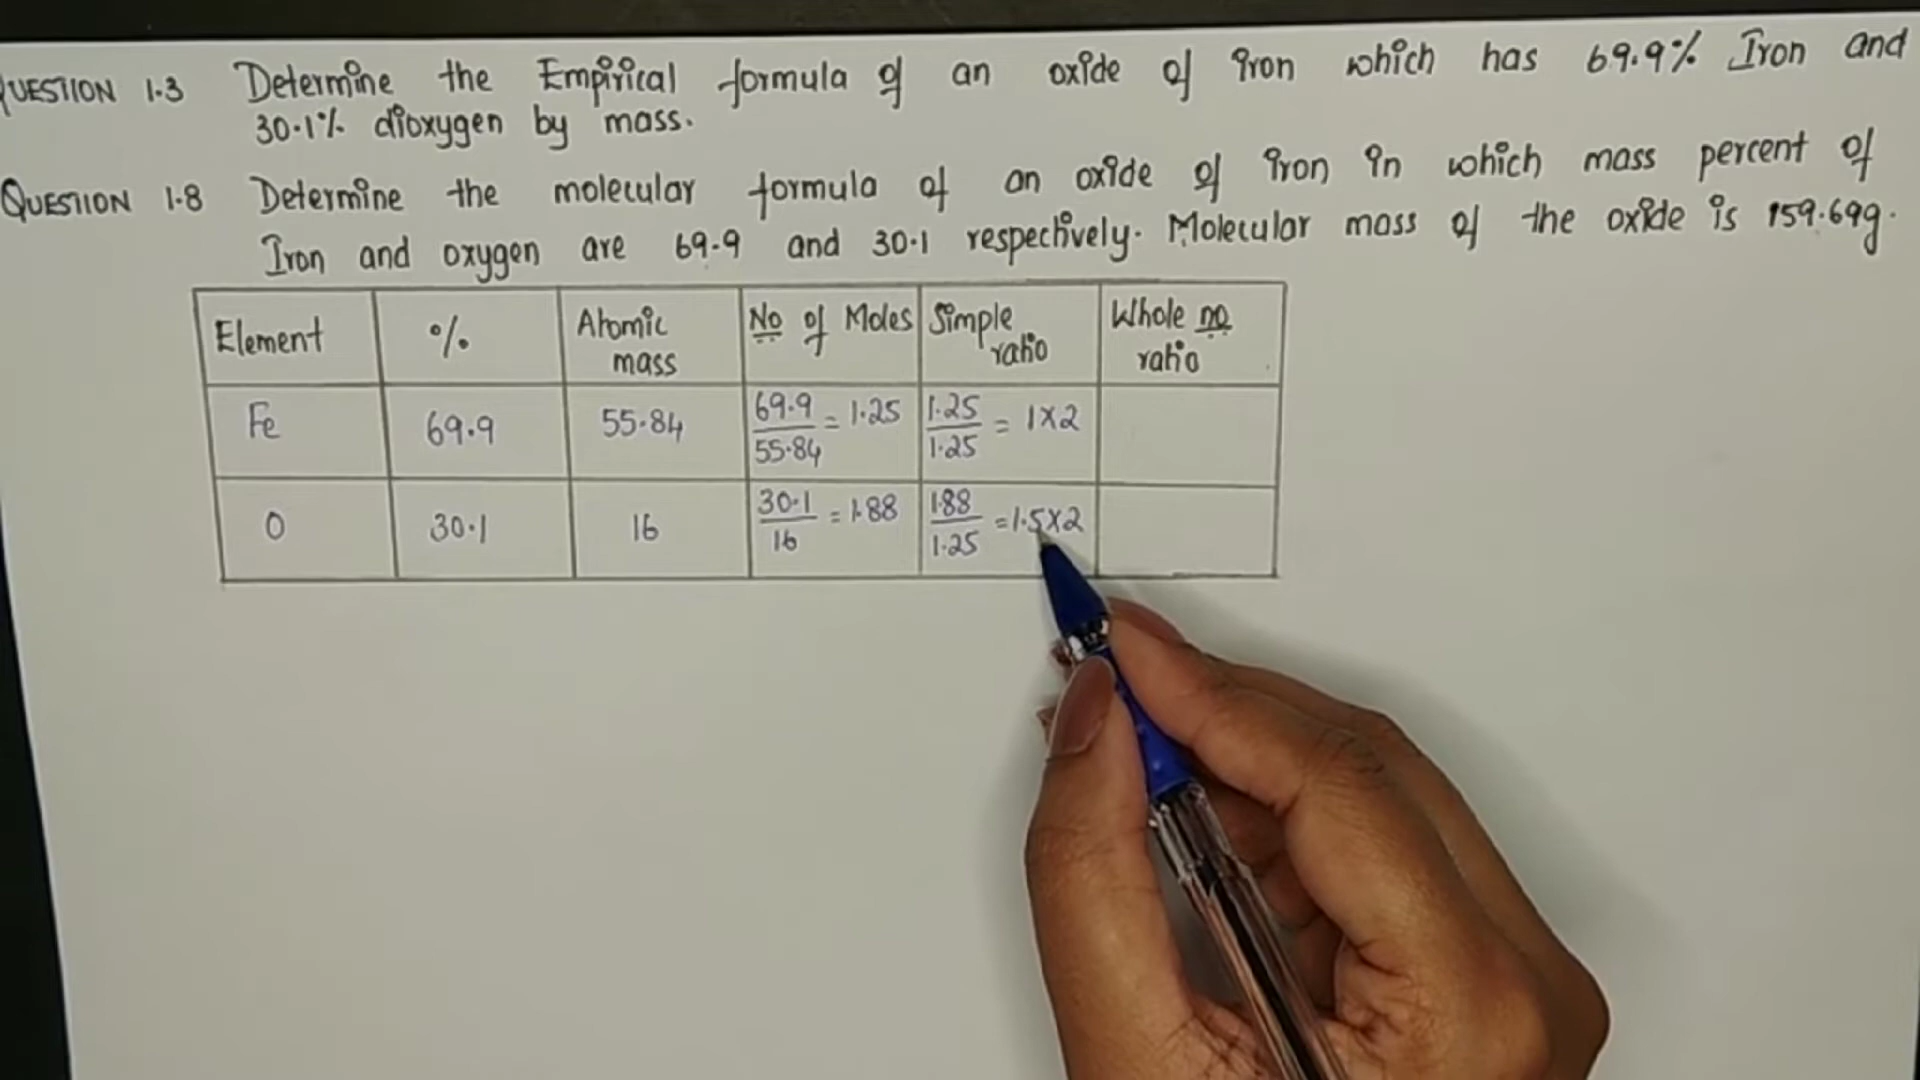 QUESTION 1.3 Determine the Empirical formula of an oxide of iron which has 69.9% Iron and
30.1% dioxygen by mass.
QUESTION 1.8 Determine the molecular formula of an oxide of iron in which mass percent of
Iron and oxygen are 69.9 and 30.1 respectively. Molecular mass of the oxide is 159.69g.
Element % Atomic mass No of Moles Simple ratio Whole no ratio
Fe 69.9 55.84 69.9/55.84 = 1.25 1.25/1.25 = 1×2
O 30.1 16 30.1/16 = 1.88 1.88/1.25 = 1.5×2